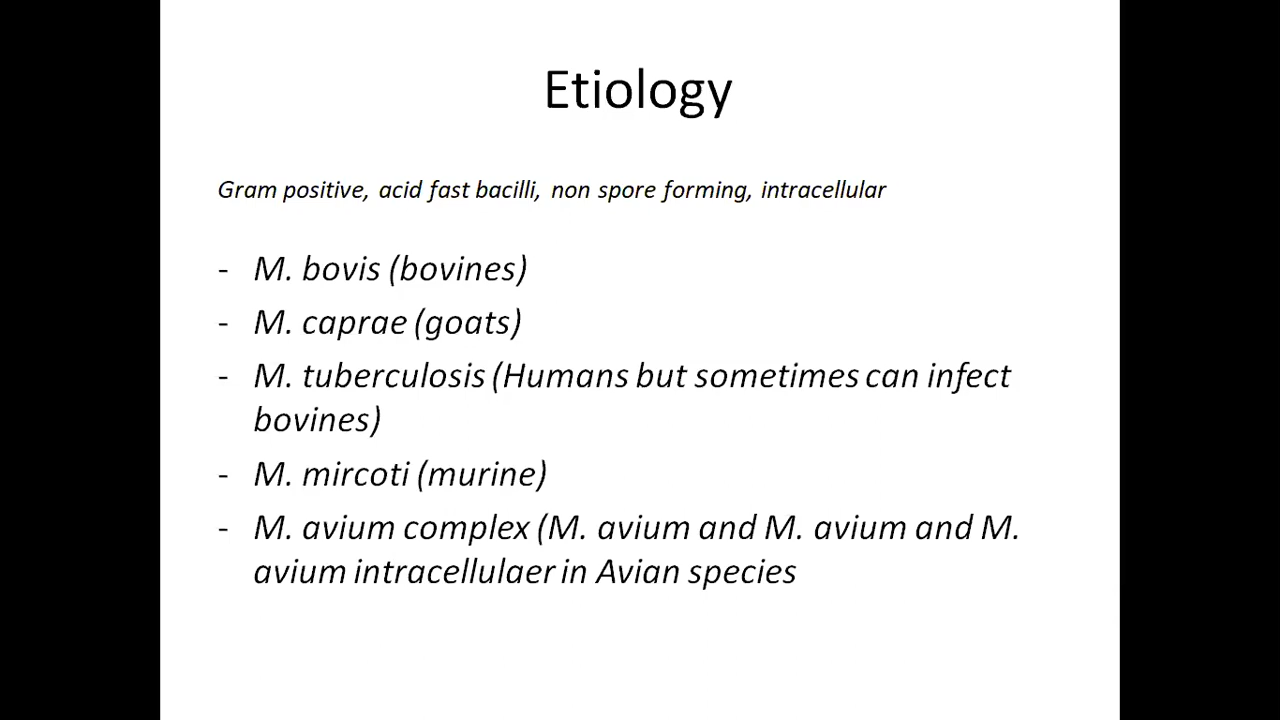 Etiology
Gram positive, acid fast bacilli, non spore forming, intracellular
- M. bovis (bovines)
- M. caprae (goats)
- M. tuberculosis (Humans but sometimes can infect
bovines)
- M. mircoti (murine)
- M. avium complex (M. avium and M. avium and M.
avium intracellulaer in Avian species